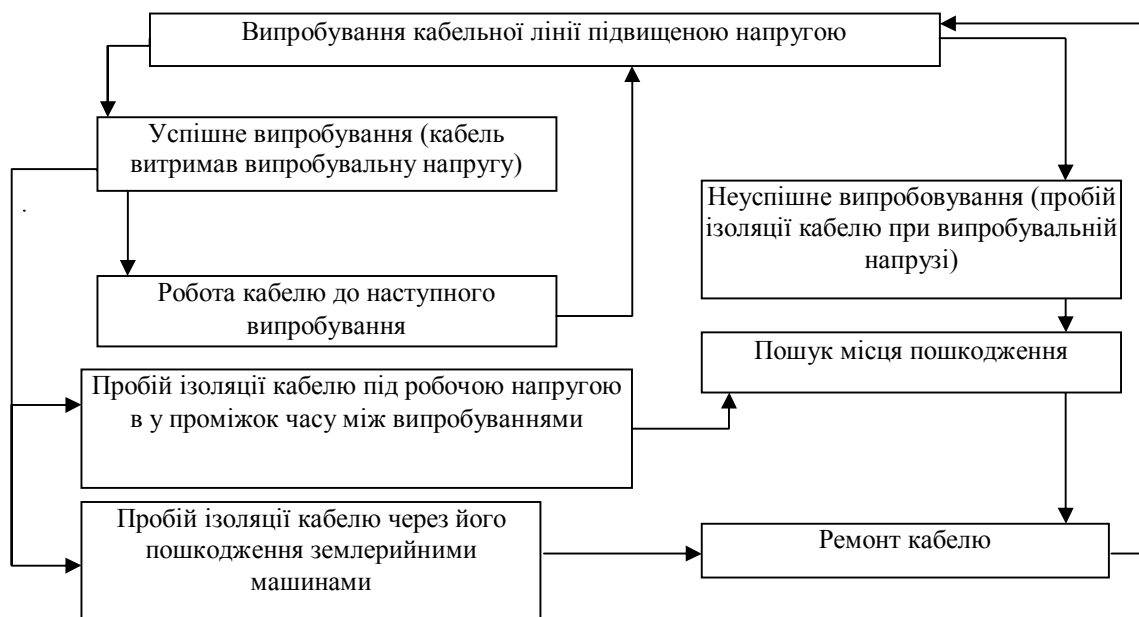 Випробування кабельної лінії підвищеною напругою
Успішне випробування (кабель
витримав випробувальну напругу)
Неуспішне випробовування (пробій
ізоляції кабелю при випробувальній
напрузі)
Робота кабелю до наступного
випробування
Пошук місця пошкодження
Пробій ізоляції кабелю під робочою напругою
в у проміжок часу між випробуваннями
Пробій ізоляції кабелю через його
пошкодження землерийними
машинами
Ремонт кабелю